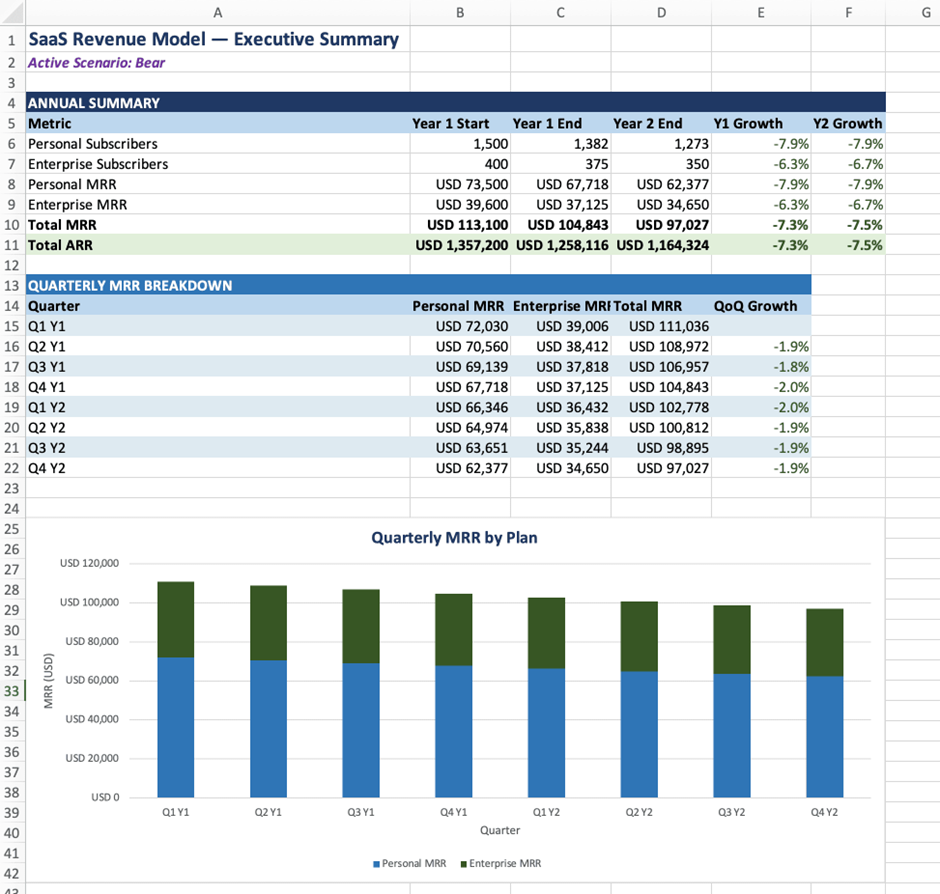 A B C D E F G
1 SaaS Revenue Model — Executive Summary
2 Active Scenario: Bear
3
4 ANNUAL SUMMARY
5 Metric Year 1 Start Year 1 End Year 2 End Y1 Growth Y2 Growth
6 Personal Subscribers 1,500 1,382 1,273 -7.9% -7.9%
7 Enterprise Subscribers 400 375 350 -6.3% -6.7%
8 Personal MRR USD 73,500 USD 67,718 USD 62,377 -7.9% -7.9%
9 Enterprise MRR USD 39,600 USD 37,125 USD 34,650 -6.3% -6.7%
10 Total MRR USD 113,100 USD 104,843 USD 97,027 -7.3% -7.5%
11 Total ARR USD 1,357,200 USD 1,258,116 USD 1,164,324 -7.3% -7.5%
12
13 QUARTERLY MRR BREAKDOWN
14 Quarter Personal MRR Enterprise MRF Total MRR QoQ Growth
15 Q1 Y1 USD 72,030 USD 39,006 USD 111,036
16 Q2 Y1 USD 70,560 USD 38,412 USD 108,972 -1.9%
17 Q3 Y1 USD 69,139 USD 37,818 USD 106,957 -1.8%
18 Q4 Y1 USD 67,718 USD 37,125 USD 104,843 -2.0%
19 Q1 Y2 USD 66,346 USD 36,432 USD 102,778 -2.0%
20 Q2 Y2 USD 64,974 USD 35,838 USD 100,812 -1.9%
21 Q3 Y2 USD 63,651 USD 35,244 USD 98,895 -1.9%
22 Q4 Y2 USD 62,377 USD 34,650 USD 97,027 -1.9%
23
24
25
26
27
28
29
30
31
32
33
34
35
36
37
38
39
40
41
42
Quarterly MRR by Plan
USD 120,000
USD 100,000
USD 80,000
USD 60,000
USD 40,000
USD 20,000
USD 0
MRR (USD)
Q1 Y1 Q2 Y1 Q3 Y1 Q4 Y1 Q1 Y2 Q2 Y2 Q3 Y2 Q4 Y2
Quarter
Personal MRR Enterprise MRR